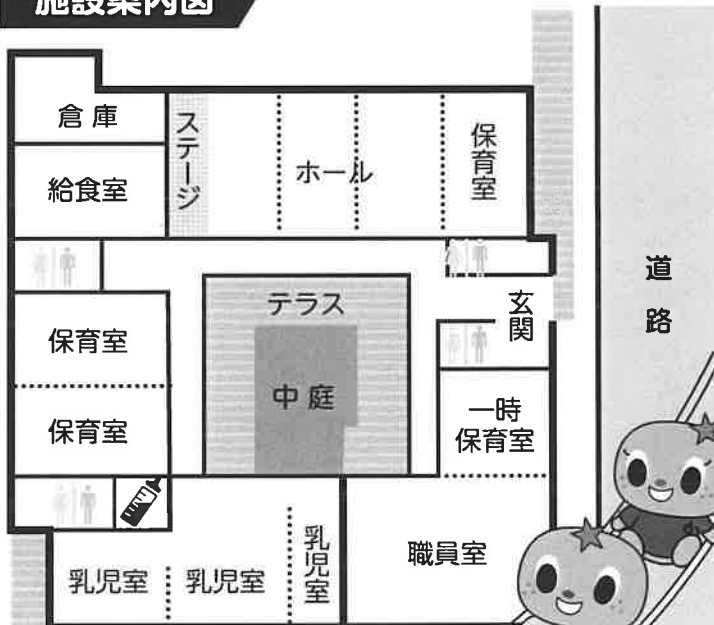 施設案内図
倉庫
ステージ
ホール
保育室
給食室
道路
テラス
玄関
保育室
中庭
一時
保育室
保育室
乳児室
乳児室
乳児室
職員室